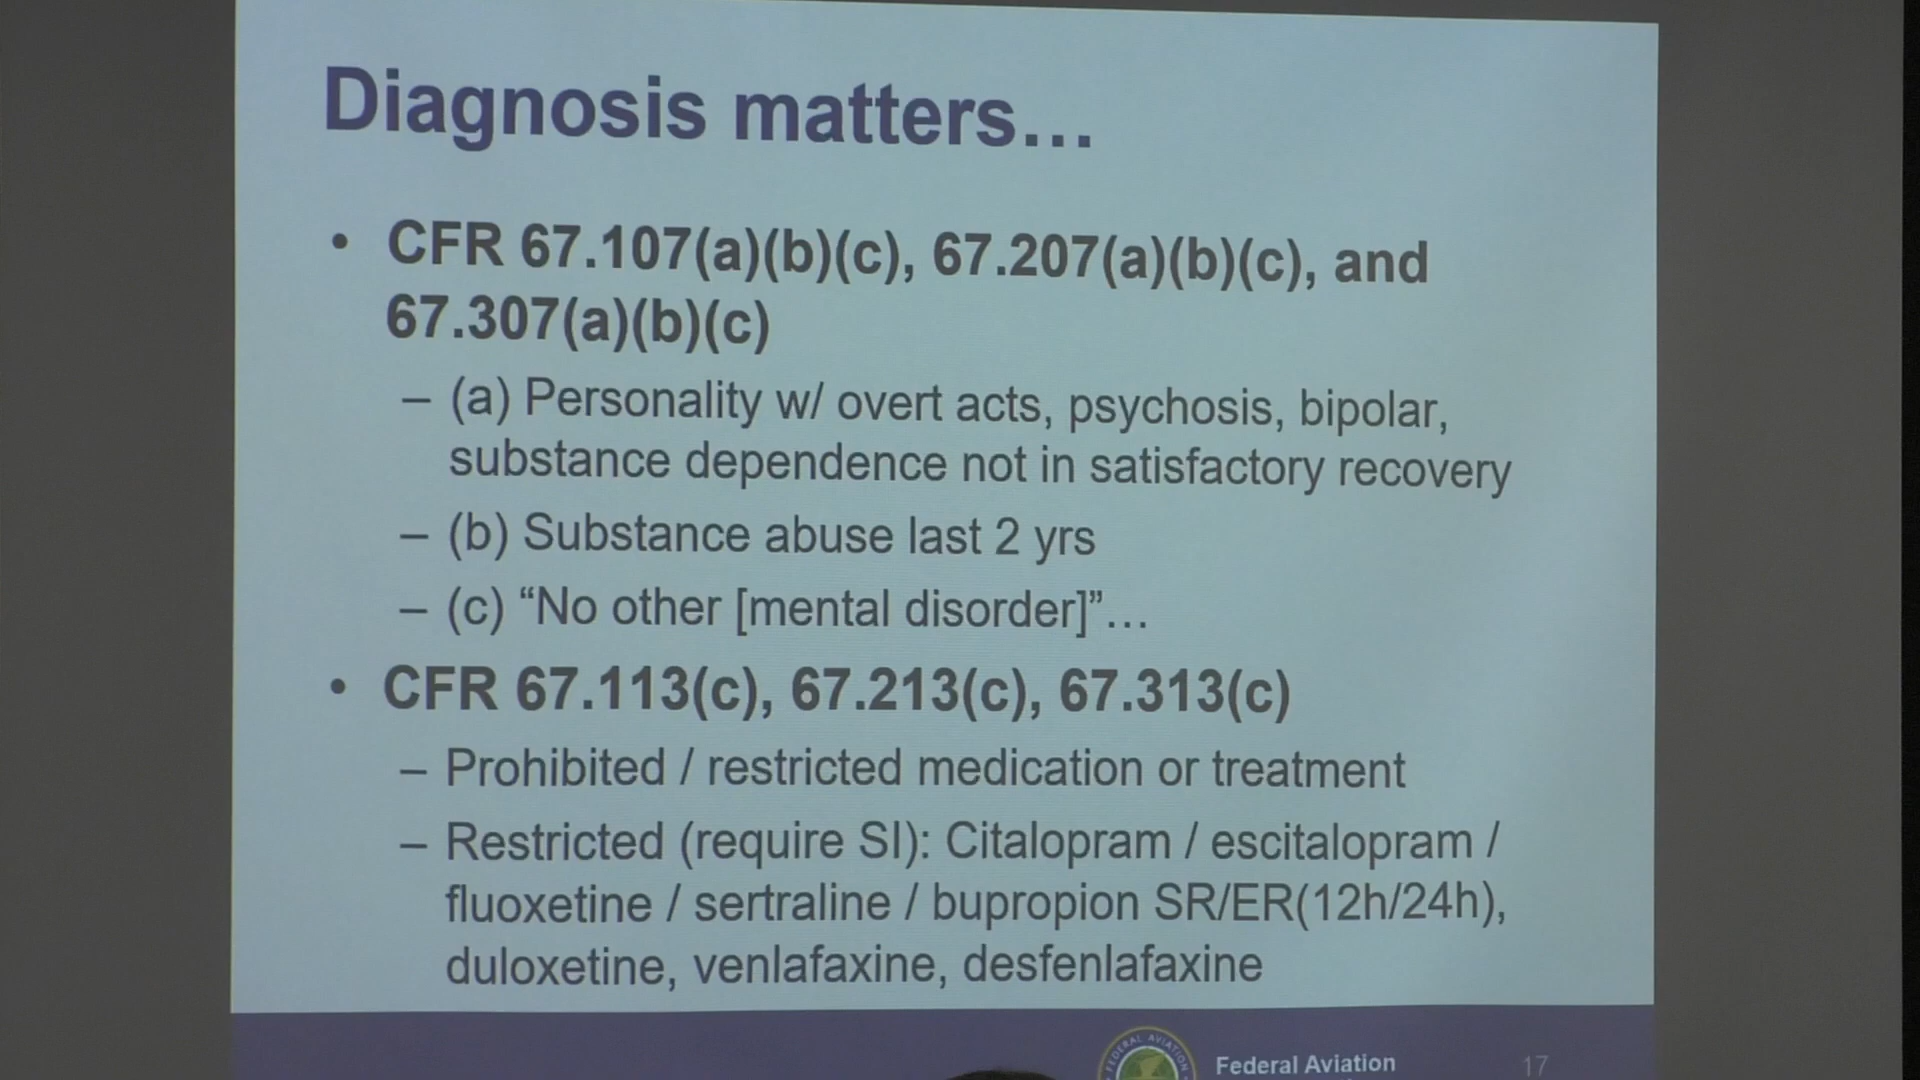 Diagnosis matters…
• CFR 67.107(a)(b)(c), 67.207(a)(b)(c), and
67.307(a)(b)(c)
– (a) Personality w/ overt acts, psychosis, bipolar,
substance dependence not in satisfactory recovery
– (b) Substance abuse last 2 yrs
– (c) “No other [mental disorder]”…
• CFR 67.113(c), 67.213(c), 67.313(c)
– Prohibited / restricted medication or treatment
– Restricted (require SI): Citalopram / escitalopram /
fluoxetine / sertraline / bupropion SR/ER(12h/24h),
duloxetine, venlafaxine, desfenlafaxine
FEDERAL AVIATION
Federal Aviation
17